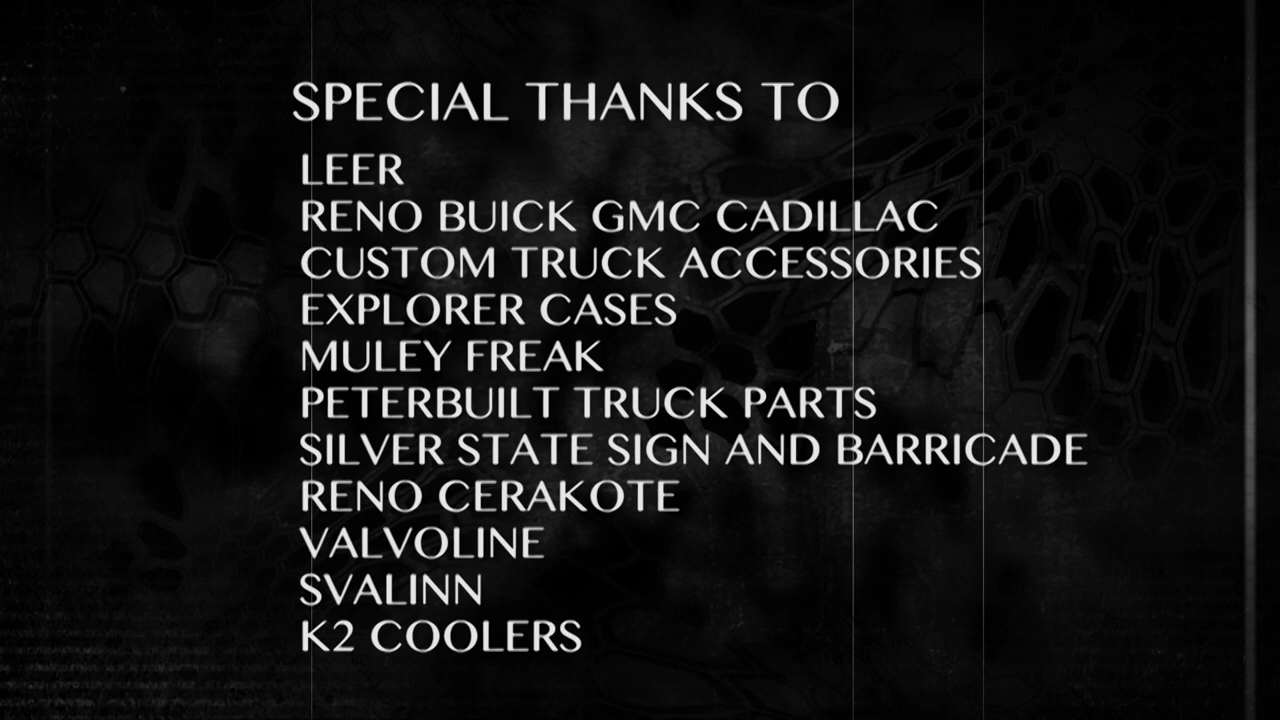 SPECIAL THANKS TO
LEER
RENO BUICK GMC CADILLAC
CUSTOM TRUCK ACCESSORIES
EXPLORER CASES
MULEY FREAK
PETERBUILT TRUCK PARTS
SILVER STATE SIGN AND BARRICADE
RENO CERAKOTE
VALVOLINE
SVALINN
K2 COOLERS